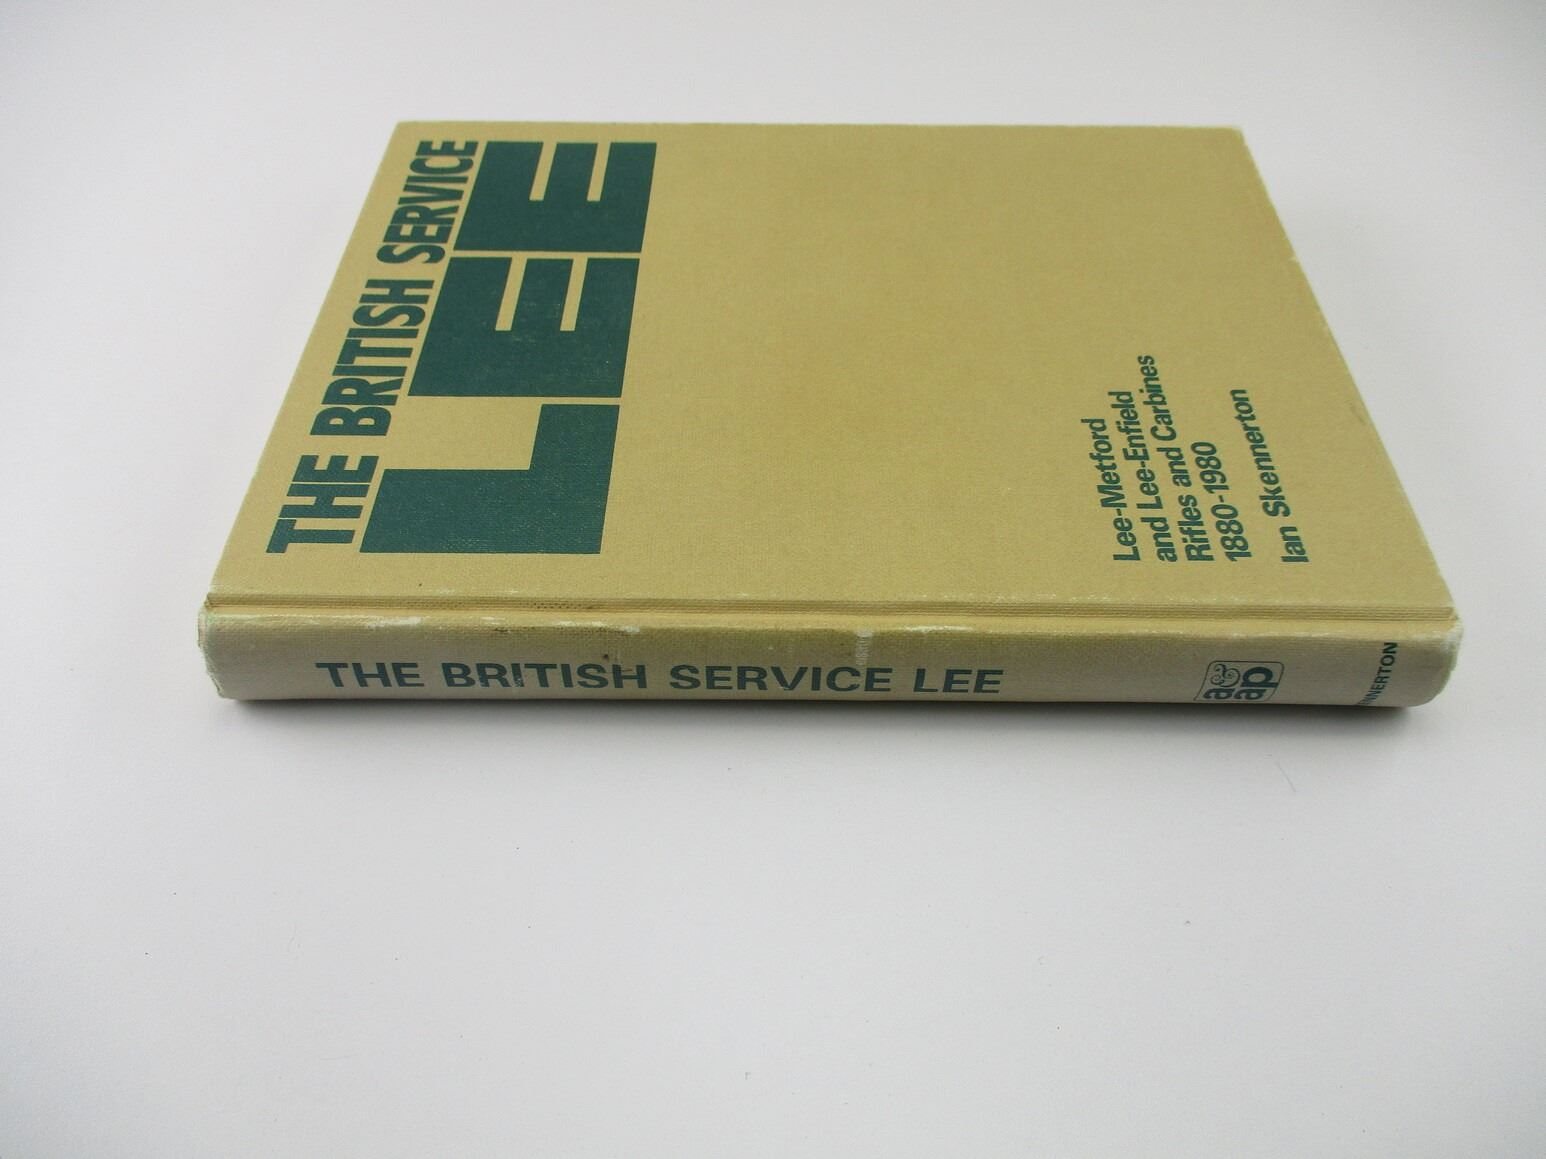 THE BRITISH SERVICE
LEE
Lee-Metford
and Lee-Enfield
Rifles and Carbines
1880-1980
Ian Skennerton
THE BRITISH SERVICE LEE
a&
ap